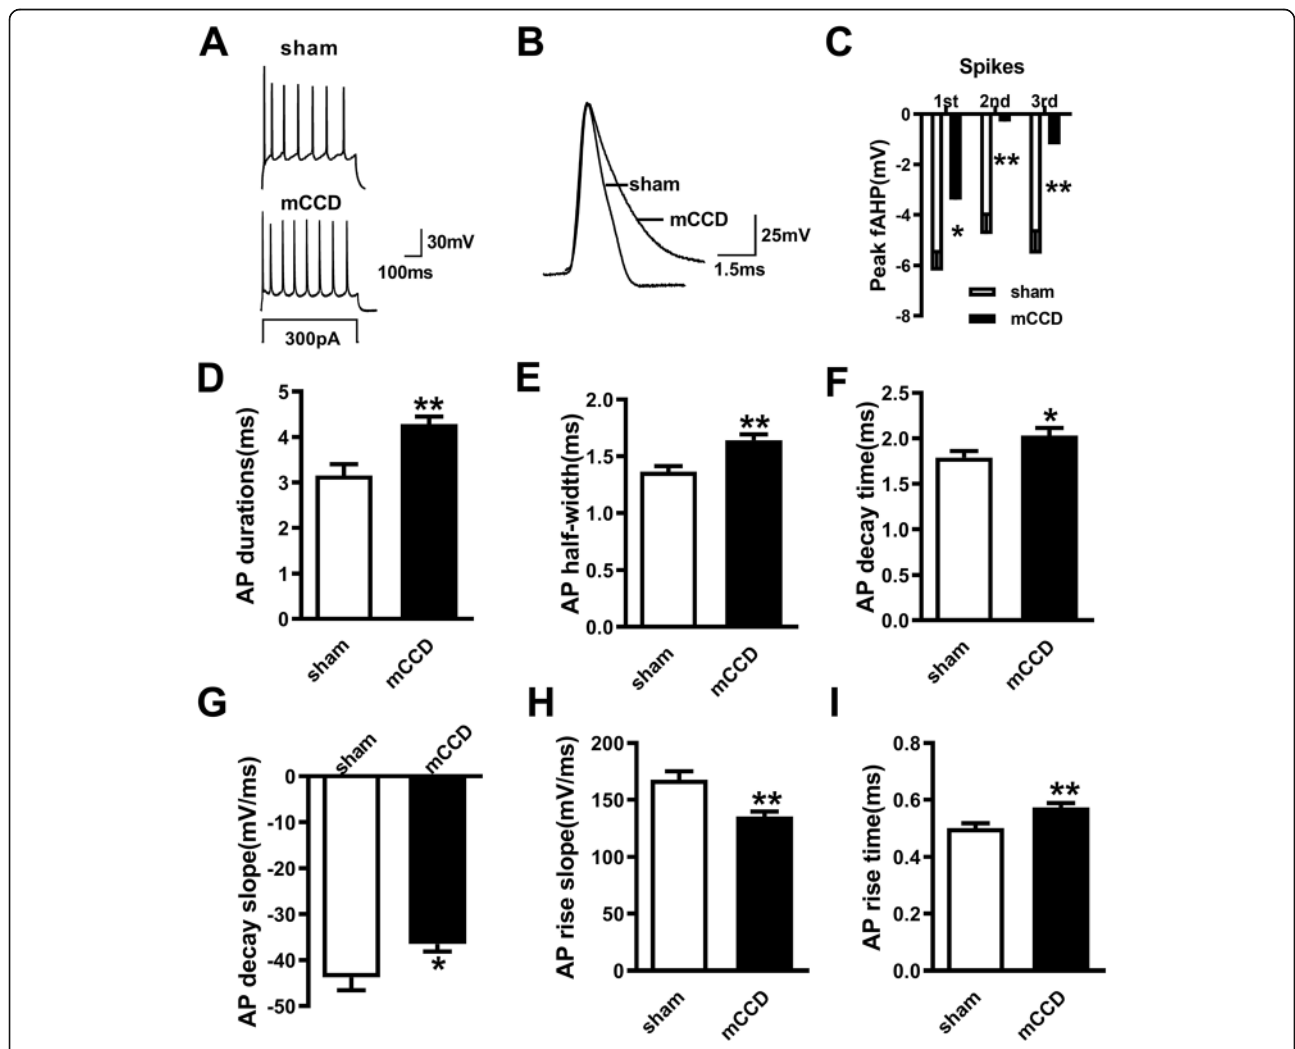 A
sham
mCCD
30mV
100ms
300pA
B
sham
mCCD
25mV
1.5ms
C
Spikes
1st 2nd 3rd
Peak fAHP(mV)
0
-2
-4
-6
-8
**
**
*
sham
mCCD
D
AP durations(ms)
5
4
3
2
1
0
**
sham
mCCD
E
AP half-width(ms)
2.0
1.5
1.0
0.5
0.0
**
sham
mCCD
F
AP decay time(ms)
2.5
2.0
1.5
1.0
0.5
0.0
*
sham
mCCD
G
AP decay slope(mV/ms)
sham
mCCD
0
-10
-20
-30
-40
-50
*
H
AP rise slope(mV/ms)
200
150
100
50
0
**
sham
mCCD
I
AP rise time(ms)
0.8
0.6
0.4
0.2
0.0
**
sham
mCCD